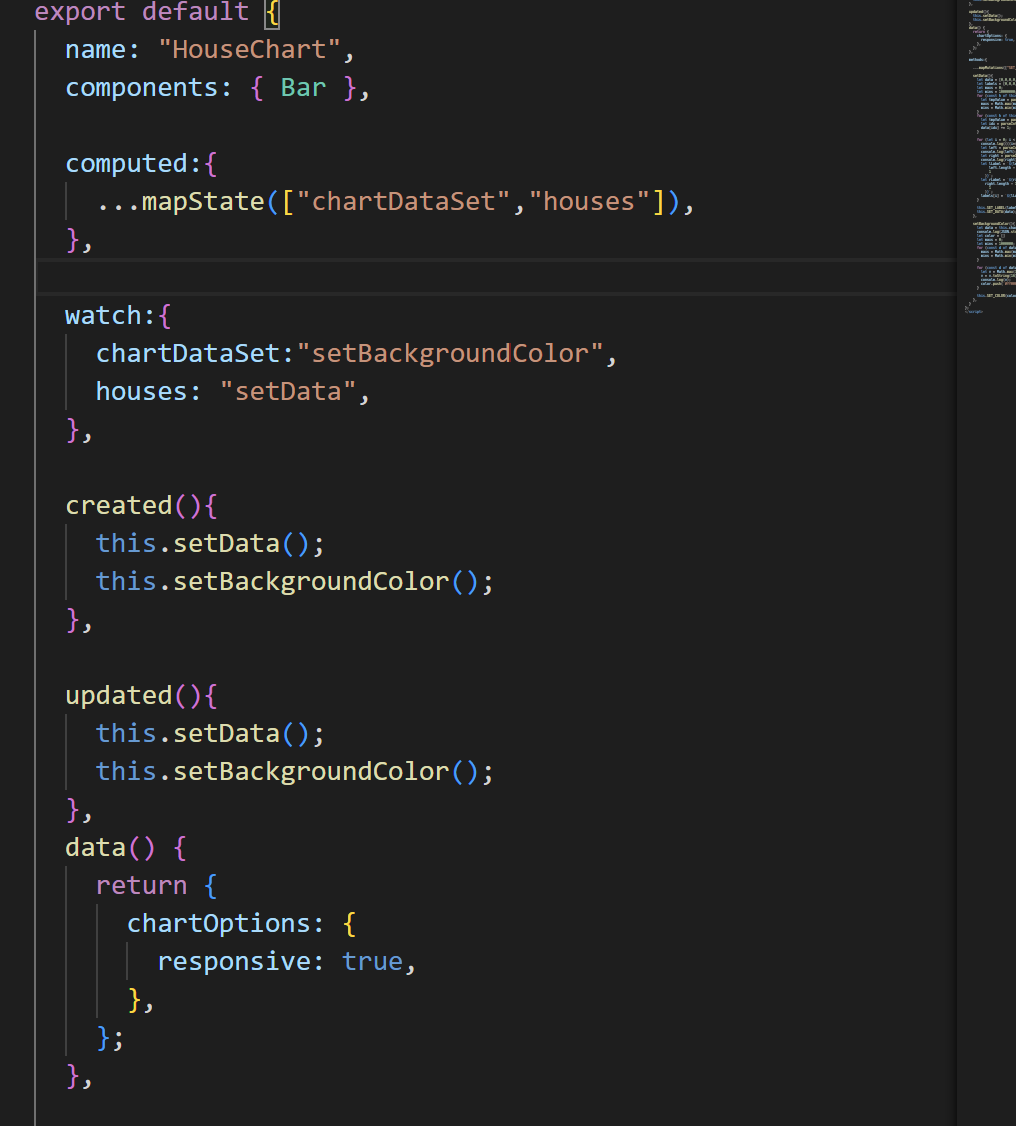 export default {
name: "HouseChart",
components: { Bar },
computed:{
...mapState(["chartDataSet","houses"]),
},
watch:{
chartDataSet:"setBackgroundColor",
houses: "setData",
},
created(){
this.setData();
this.setBackgroundColor();
},
updated(){
this.setData();
this.setBackgroundColor();
},
data() {
return {
chartOptions: {
responsive: true,
},
};
},